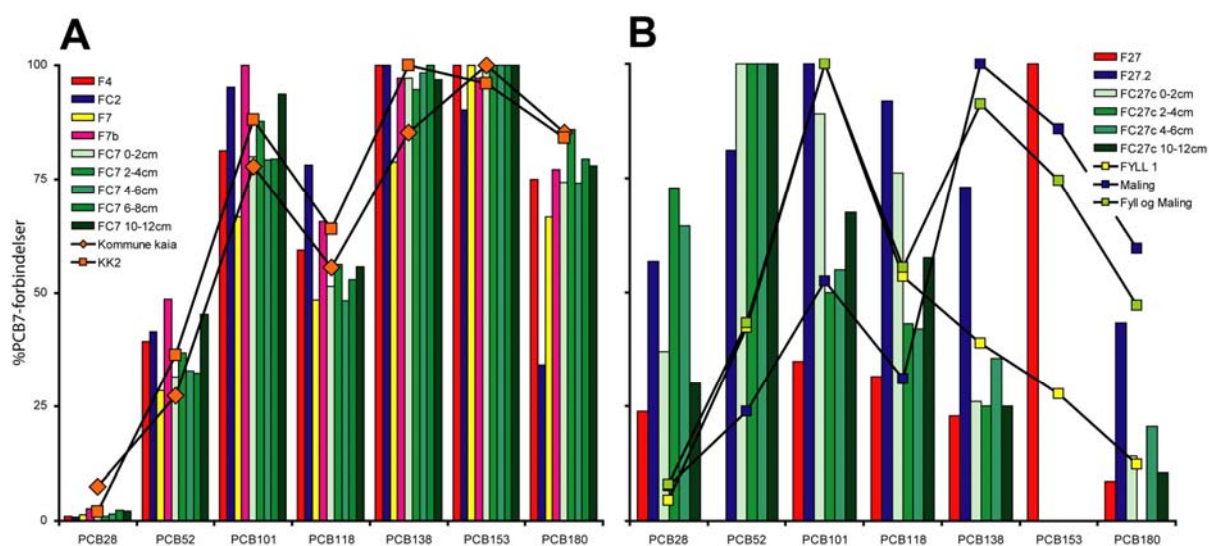 A
B
%PCB7-forbindelser
100
75
50
25
0
F4
FC2
F7
F7b
FC7 0-2cm
FC7 2-4cm
FC7 4-6cm
FC7 6-8cm
FC7 10-12cm
Kommune kaia
KK2
PCB28 PCB52 PCB101 PCB118 PCB138 PCB153 PCB180
F27
F27.2
FC27c 0-2cm
FC27c 2-4cm
FC27c 4-6cm
FC27c 10-12cm
FYLL 1
Maling
Fyll og Maling
PCB28 PCB52 PCB101 PCB118 PCB138 PCB153 PCB180